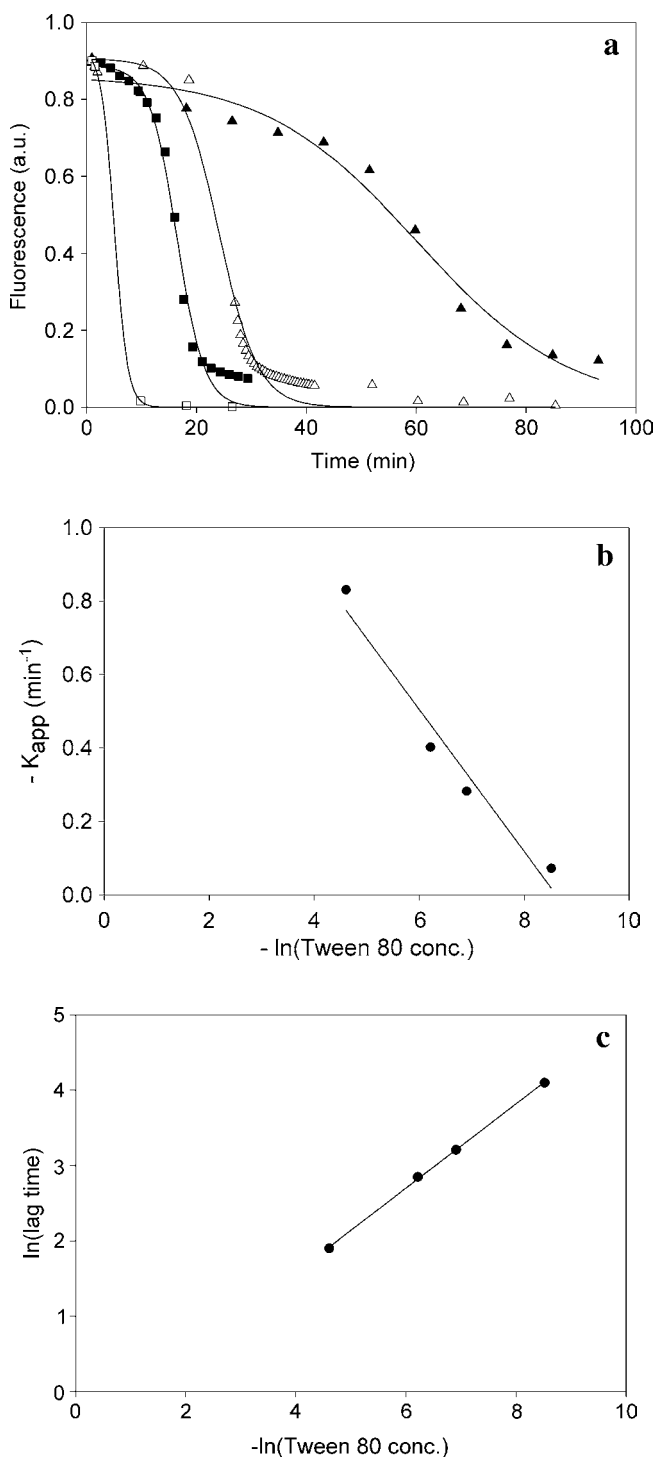 a
1.0
0.8
0.6
0.4
0.2
0.0
Fluorescence (a.u.)
0 20 40 60 80 100
Time (min)
b
1.0
0.8
0.6
0.4
0.2
0.0
- Kapp (min-1)
0 2 4 6 8 10
- ln(Tween 80 conc.)
c
5
4
3
2
1
0
ln(lag time)
0 2 4 6 8 10
-ln(Tween 80 conc.)